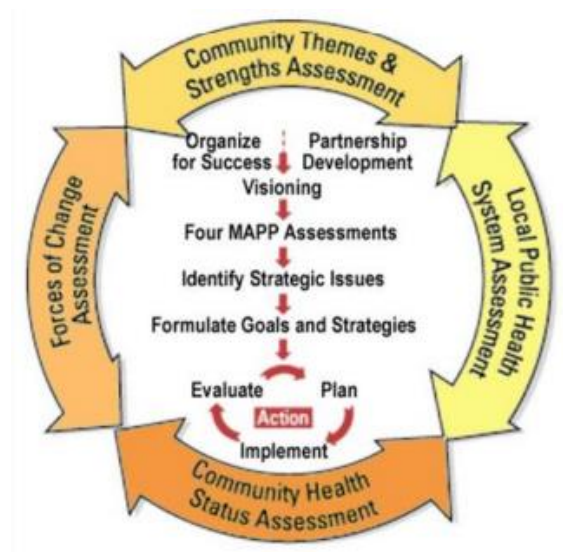 Community Themes &
Strengths Assessment
Organize
for Success
Partnership
Development
Visioning
Four MAPP Assessments
Identify Strategic Issues
Formulate Goals and Strategies
Evaluate
Plan
Action
Implement
Forces of Change
Assessment
Local Public Health
System Assessment
Community Health
Status Assessment